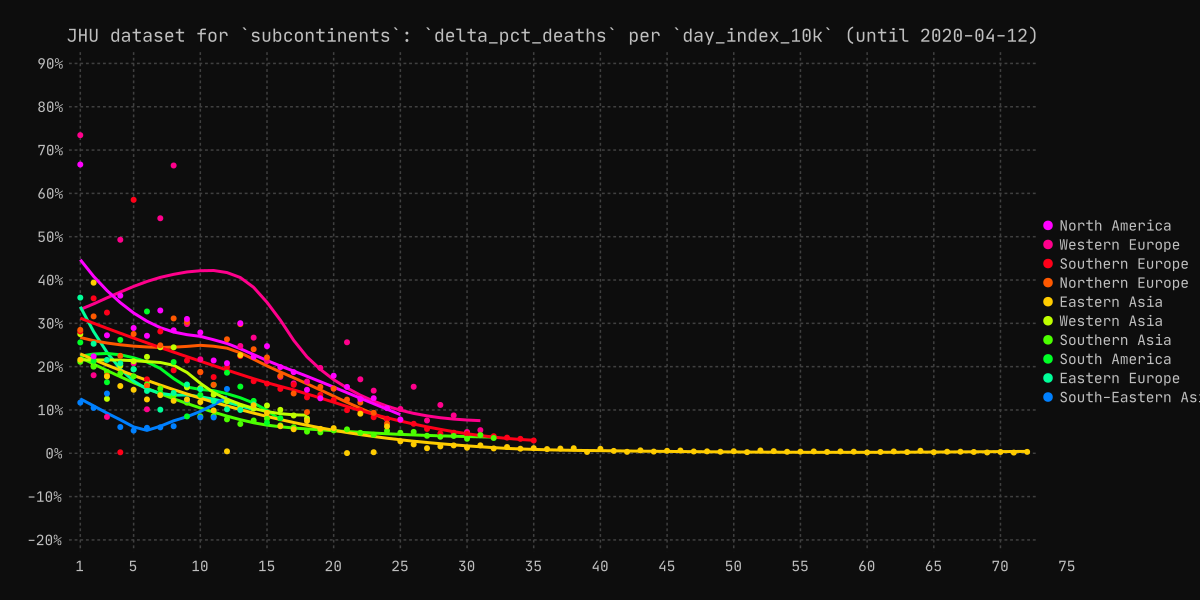 JHU dataset for `subcontinents`: `delta_pct_deaths` per `day_index_10k` (until 2020-04-12)
90%
80%
70%
60%
50%
40%
30%
20%
10%
0%
-10%
-20%
1 5 10 15 20 25 30 35 40 45 50 55 60 65 70 75
North America
Western Europe
Southern Europe
Northern Europe
Eastern Asia
Western Asia
Southern Asia
South America
Eastern Europe
South-Eastern Asi